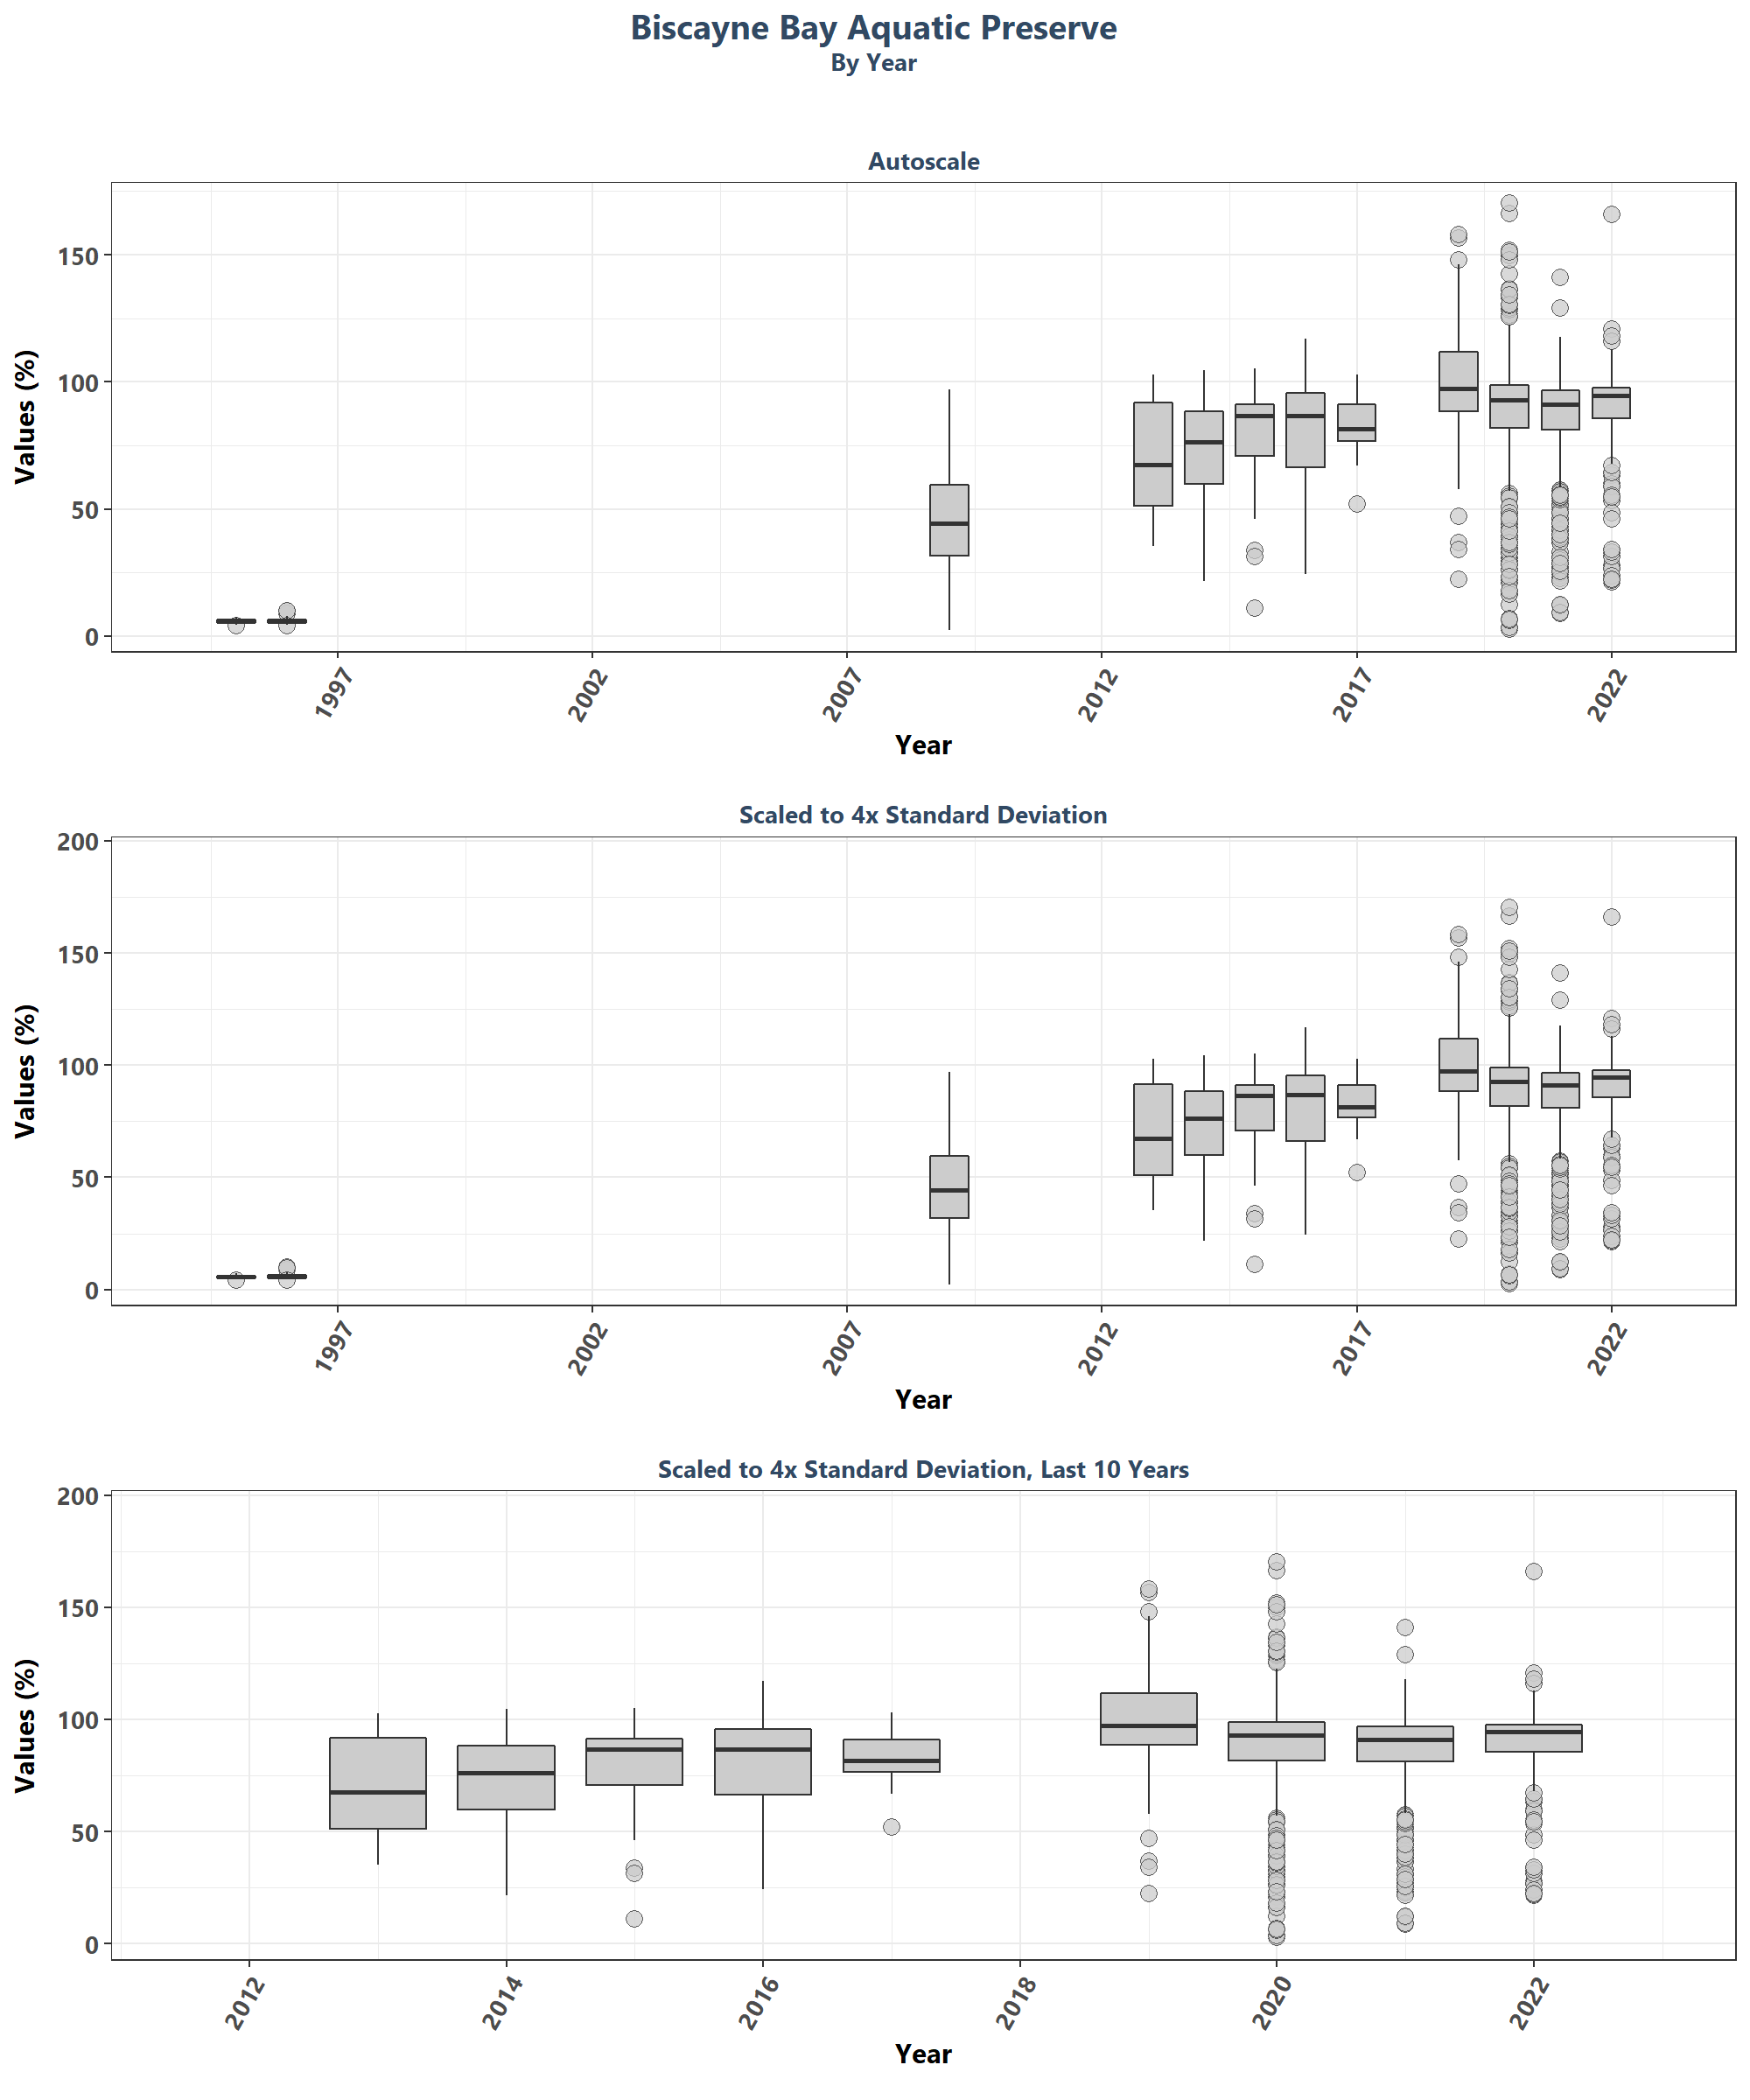 Biscayne Bay Aquatic Preserve
By Year
Autoscale
Values (%)
150
100
50
0
1997
2002
2007
2012
2017
2022
Year
Scaled to 4x Standard Deviation
Values (%)
200
150
100
50
0
1997
2002
2007
2012
2017
2022
Year
Scaled to 4x Standard Deviation, Last 10 Years
Values (%)
200
150
100
50
0
2012
2014
2016
2018
2020
2022
Year